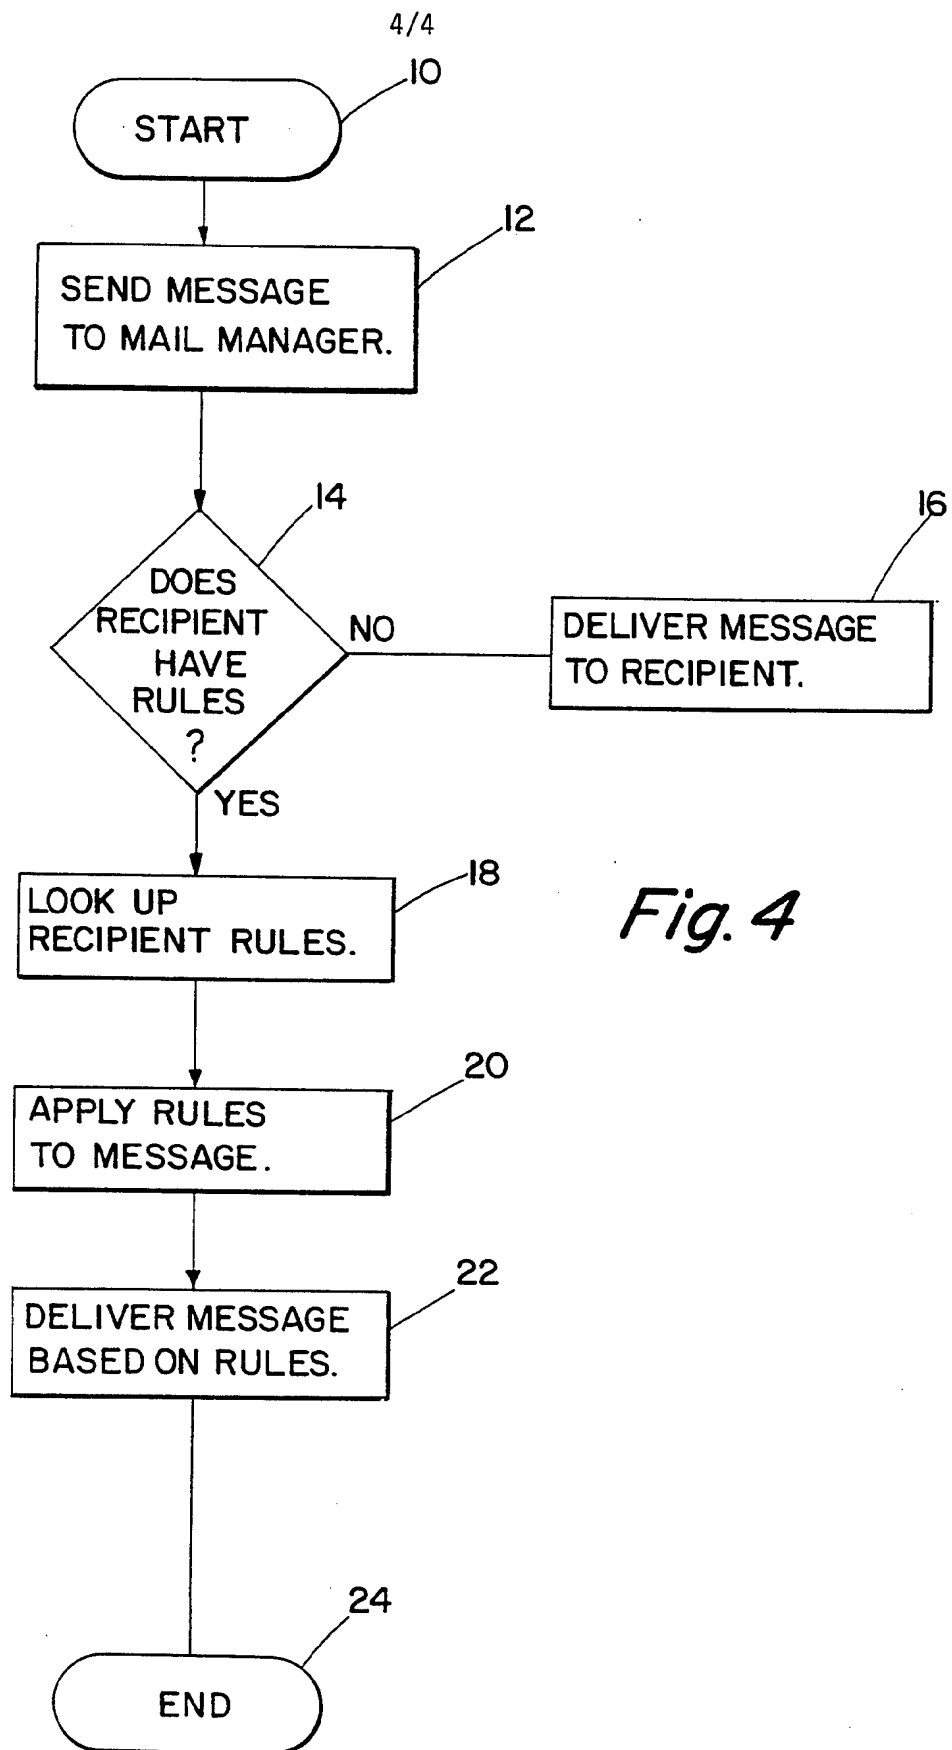 4/4
10
START
12
SEND MESSAGE
TO MAIL MANAGER.
14
DOES
RECIPIENT
HAVE
RULES
?
NO
16
DELIVER MESSAGE
TO RECIPIENT.
YES
18
LOOK UP
RECIPIENT RULES.
Fig. 4
20
APPLY RULES
TO MESSAGE.
22
DELIVER MESSAGE
BASED ON RULES.
24
END